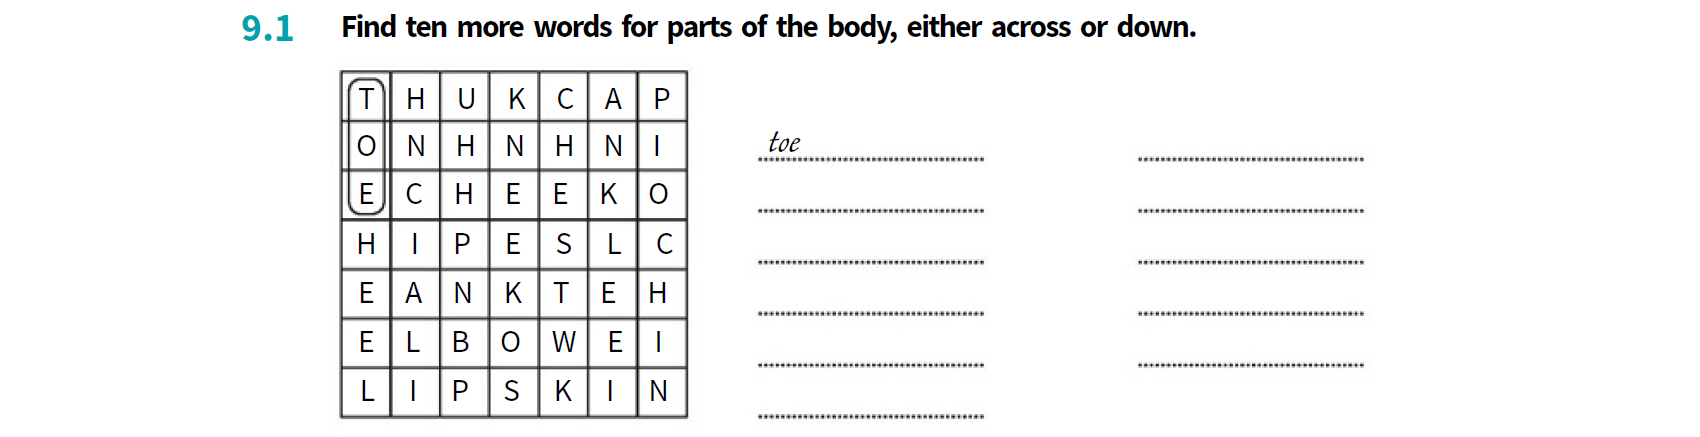 9.1 Find ten more words for parts of the body, either across or down.
T H U K C A P
O N H N H N I
E C H E E K O
H I P E S L C
E A N K T E H
E L B O W E I
L I P S K I N
toe